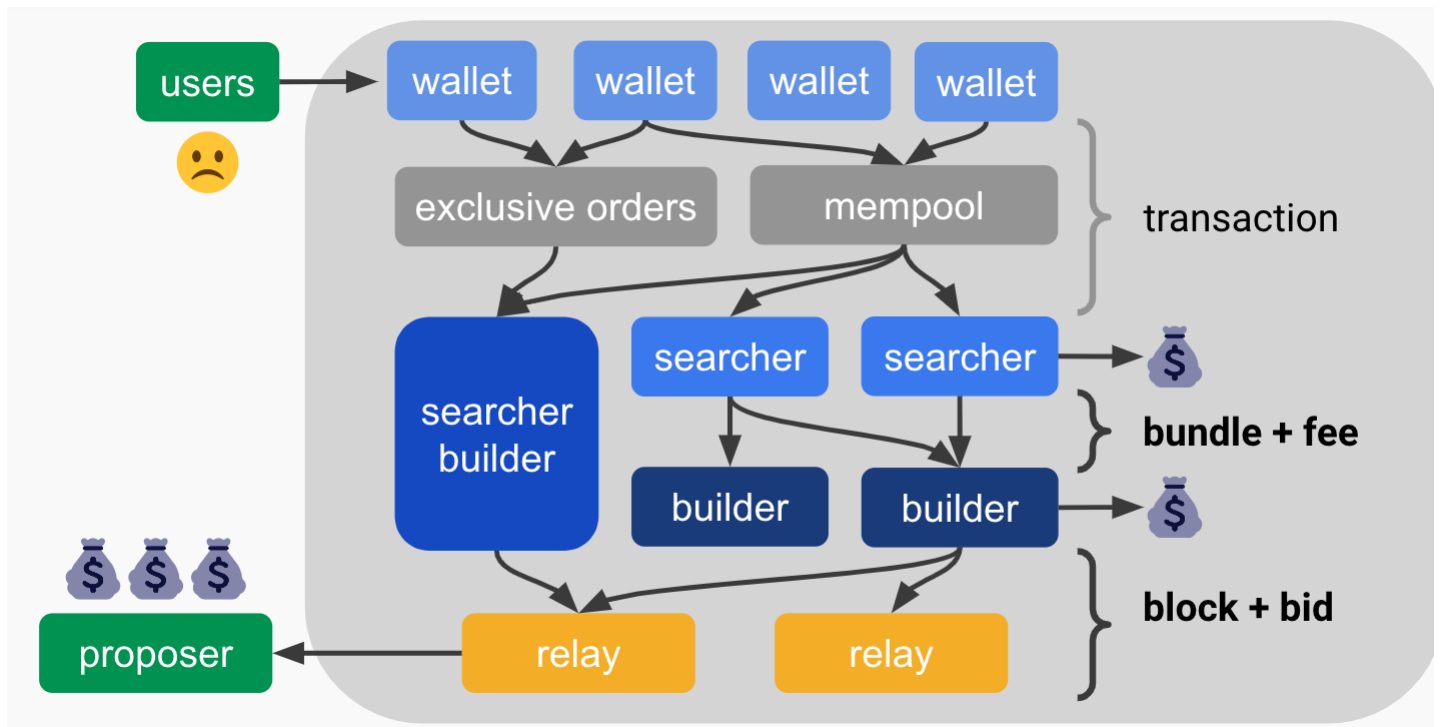 users
wallet
wallet
wallet
wallet
exclusive orders
mempool
transaction
searcher
builder
searcher
searcher
$
bundle + fee
builder
builder
$
$ $ $
block + bid
proposer
relay
relay